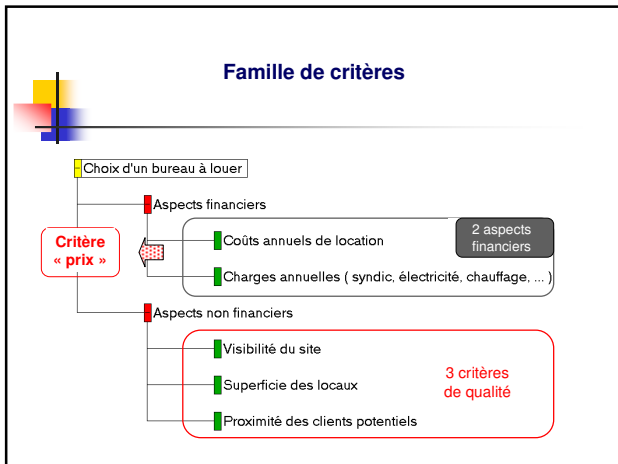 Famille de critères
Choix d'un bureau à louer
Aspects financiers
2 aspects
financiers
Critère
« prix »
Coûts annuels de location
Charges annuelles ( syndic, électricité, chauffage, ... )
Aspects non financiers
Visibilité du site
3 critères
de qualité
Superficie des locaux
Proximité des clients potentiels